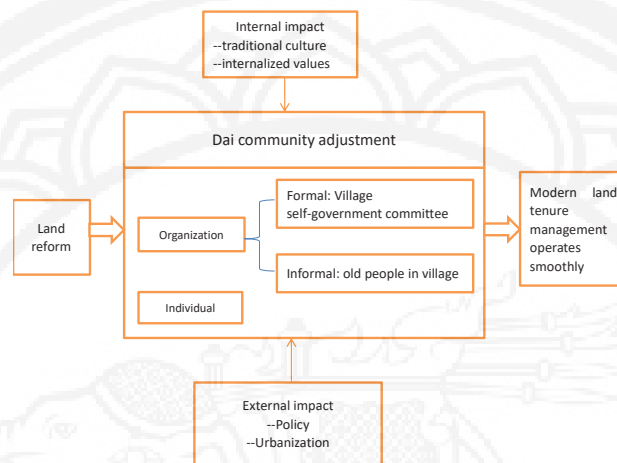 Internal impact
--traditional culture
--internalized values
Dai community adjustment
Land
reform
Organization
Formal: Village
self-government committee
Informal: old people in village
Individual
Modern land
tenure
management
operates
smoothly
External impact
--Policy
--Urbanization